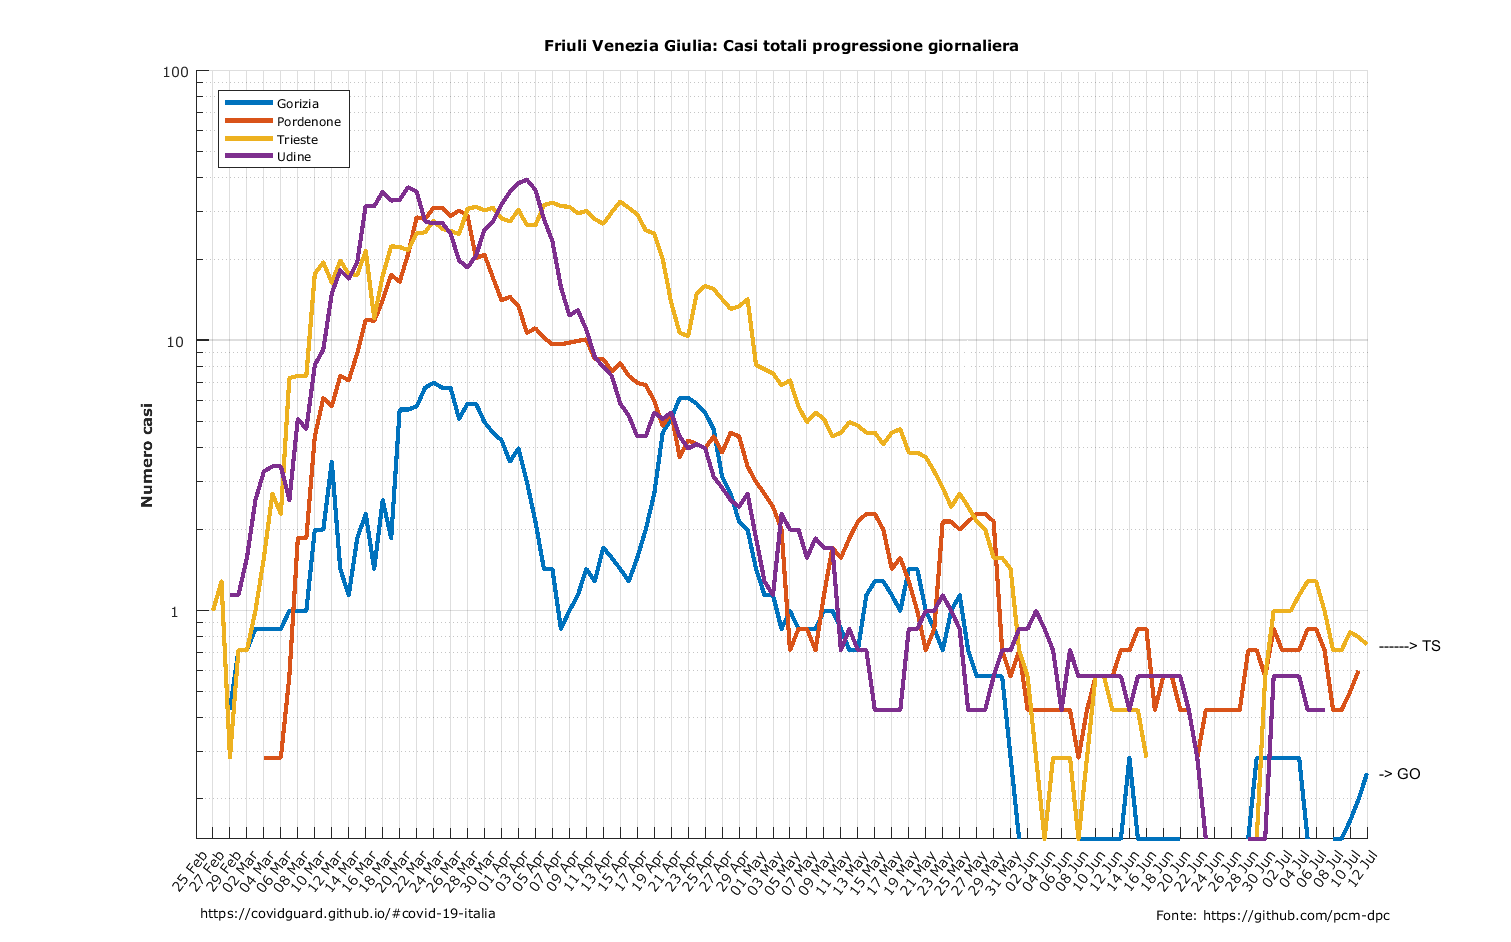 Friuli Venezia Giulia: Casi totali progressione giornaliera
100
10
1
Numero casi
Gorizia
Pordenone
Trieste
Udine
------> TS
-> GO
25 Feb
27 Feb
29 Feb
02 Mar
04 Mar
06 Mar
08 Mar
10 Mar
12 Mar
14 Mar
16 Mar
18 Mar
20 Mar
22 Mar
24 Mar
26 Mar
28 Mar
30 Mar
01 Apr
03 Apr
05 Apr
07 Apr
09 Apr
11 Apr
13 Apr
15 Apr
17 Apr
19 Apr
21 Apr
23 Apr
25 Apr
27 Apr
29 Apr
01 May
03 May
05 May
07 May
09 May
11 May
13 May
15 May
17 May
19 May
21 May
23 May
25 May
27 May
29 May
31 May
02 Jun
04 Jun
06 Jun
08 Jun
10 Jun
12 Jun
14 Jun
16 Jun
18 Jun
20 Jun
22 Jun
24 Jun
26 Jun
28 Jun
30 Jun
02 Jul
04 Jul
06 Jul
08 Jul
10 Jul
12 Jul
https://covidguard.github.io/#covid-19-italia
Fonte: https://github.com/pcm-dpc